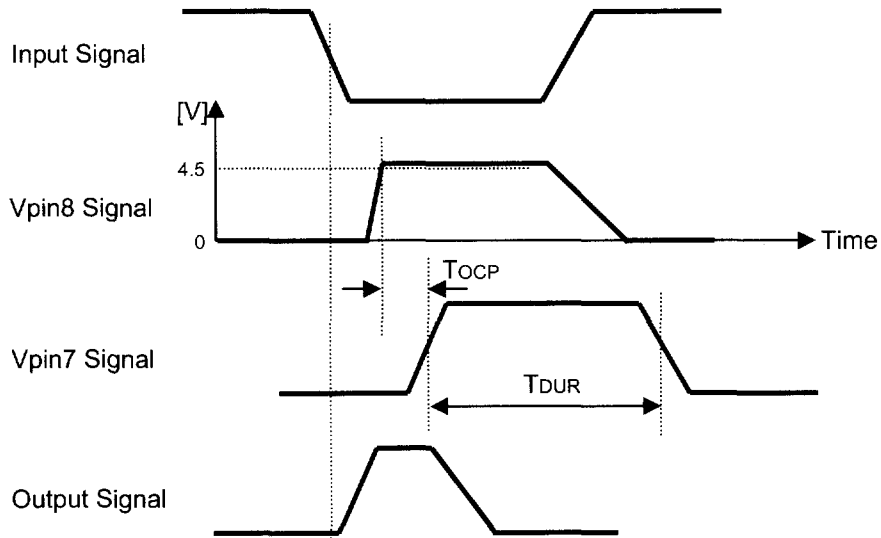 Input Signal
[V]
4.5
Vpin8 Signal
0
Time
TOCP
Vpin7 Signal
TDUR
Output Signal